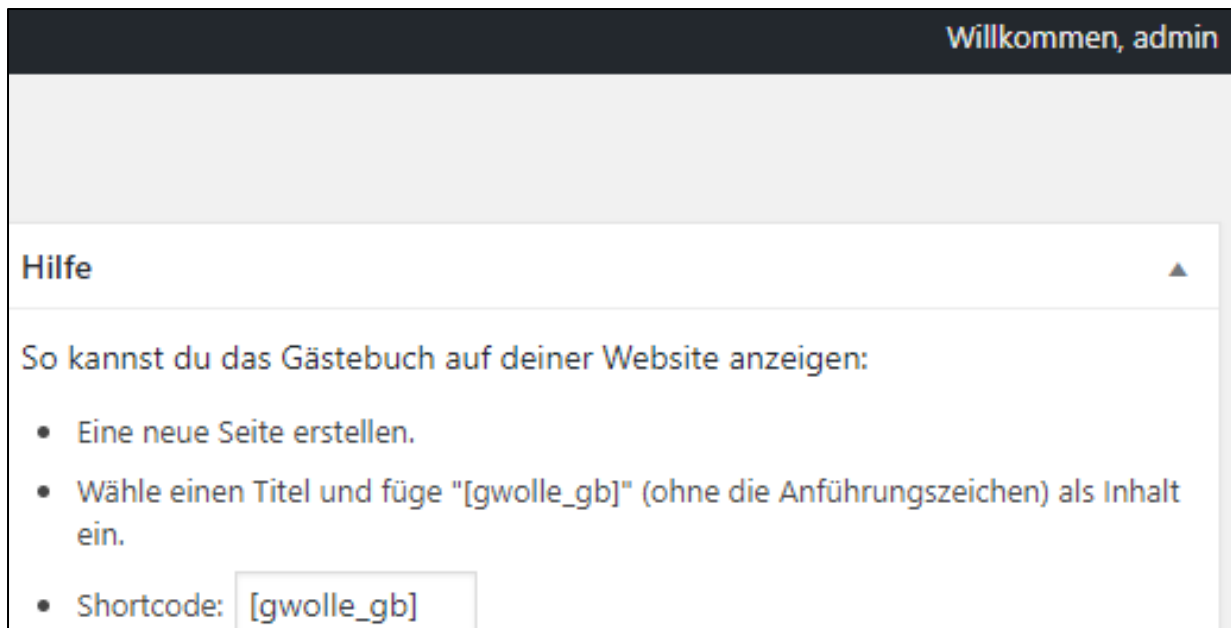 Willkommen, admin
Hilfe
So kannst du das Gästebuch auf deiner Website anzeigen:
Eine neue Seite erstellen.
Wähle einen Titel und füge "[gwolle_gb]" (ohne die Anführungszeichen) als Inhalt
ein.
Shortcode: [gwolle_gb]